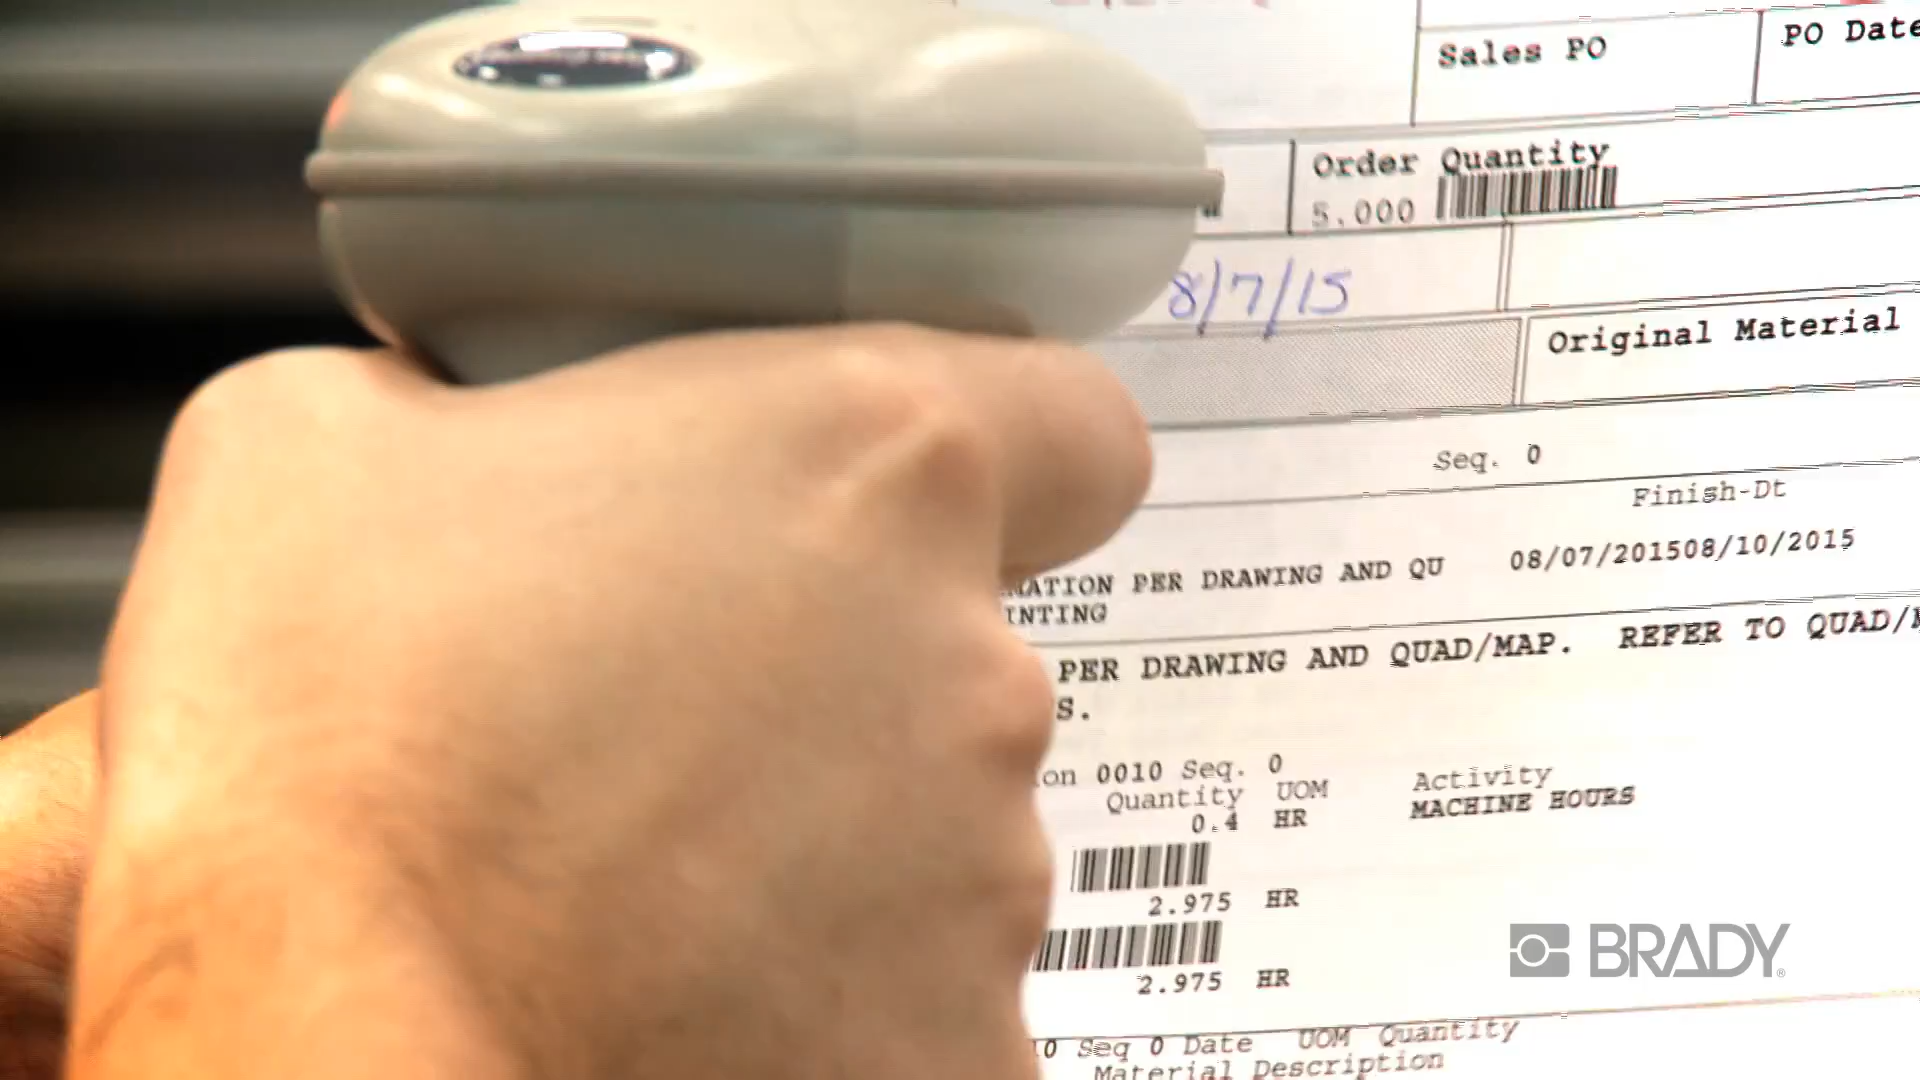 Sales PO
PO Date
Order Quantity
5.000
8/7/15
Original Material
Seq. 0
Finish-Dt
PER DRAWING AND QU 08/07/201508/10/2015
PER DRAWING AND QUAD/MAP. REFER TO QUAD/
S.
0010 Seq. 0
Quantity UOM Activity
0.4 HR MACHINE HOURS
2.975 HR
2.975 HR
BRADY®
Seq 0 Date UOM Quantity
Material Description